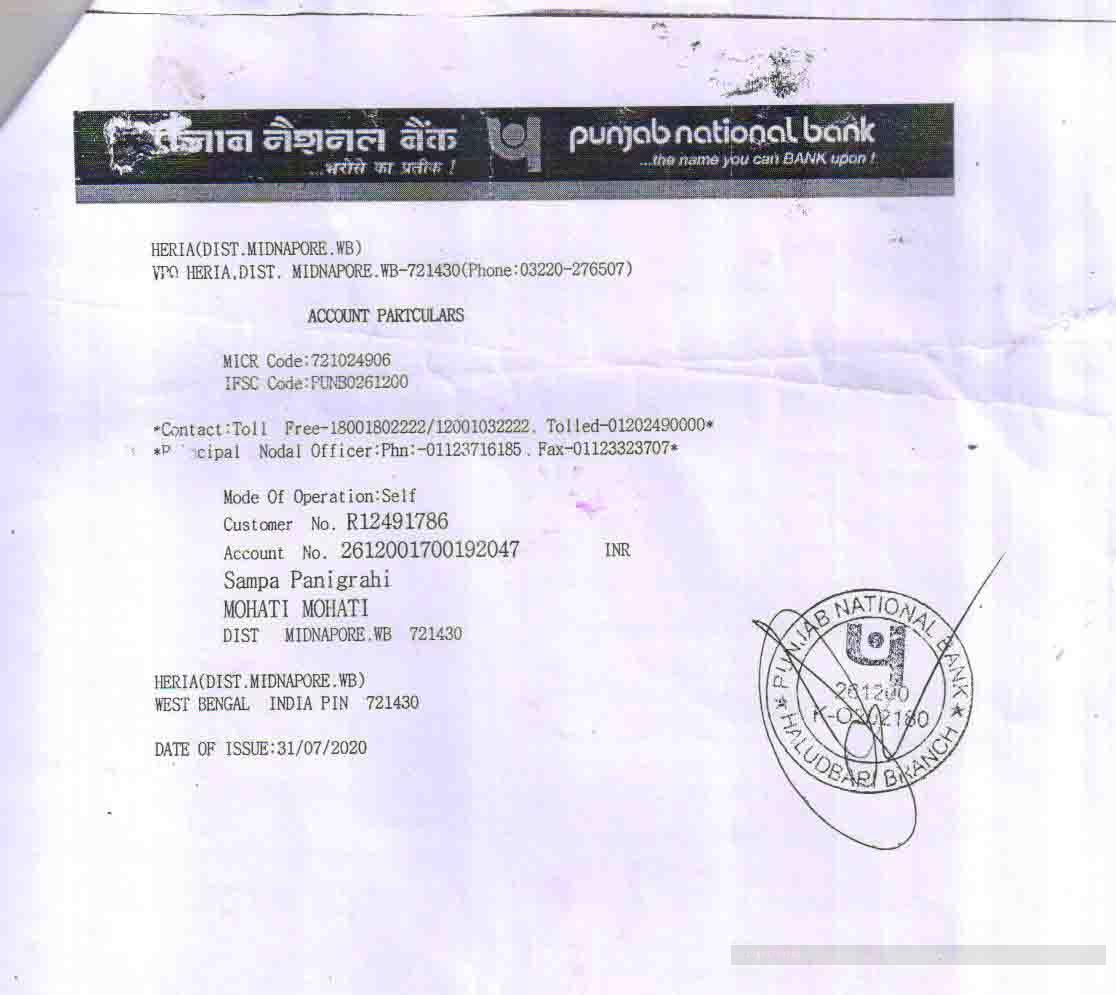 नैशनल बैंक
...भरोसे का प्रतीक !
punjab national bank
...the name you can BANK upon !
HERIA(DIST.MIDNAPORE.WB)
VPO HERIA,DIST. MIDNAPORE.WB-721430(Phone:03220-276507)
ACCOUNT PARTCULARS
MICR Code:721024906
IFSC Code:PUNB0261200
*Contact:Toll Free-18001802222/12001032222, Tolled-01202490000*
Nodal Officer:Phn:-01123716185 . Fax-01123323707*
Mode Of Operation:Self
Customer No. R12491786
Account No. 2612001700192047 INR
Sampa Panigrahi
MOHATI MOHATI
DIST MIDNAPORE.WB 721430
HERIA(DIST.MIDNAPORE.WB)
WEST BENGAL INDIA PIN 721430
DATE OF ISSUE:31/07/2020
PUNJAB NATIONAL BANK
261200
HALUDBARI BRANCH